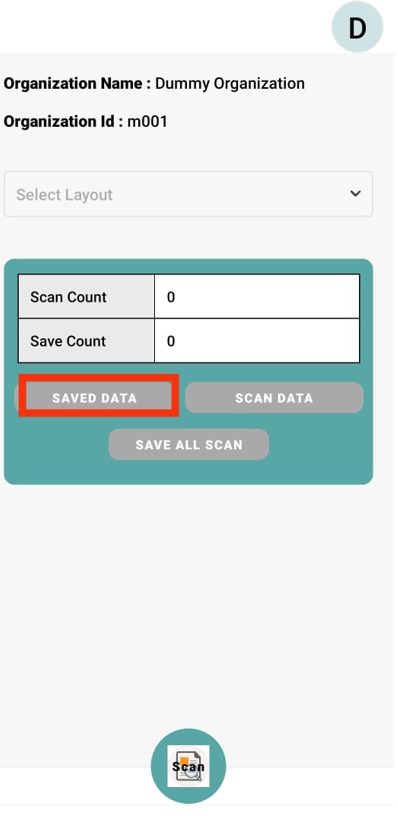 D
Organization Name : Dummy Organization
Organization Id : m001
Select Layout
Scan Count 0
Save Count 0
SAVED DATA SCAN DATA
SAVE ALL SCAN
Scan